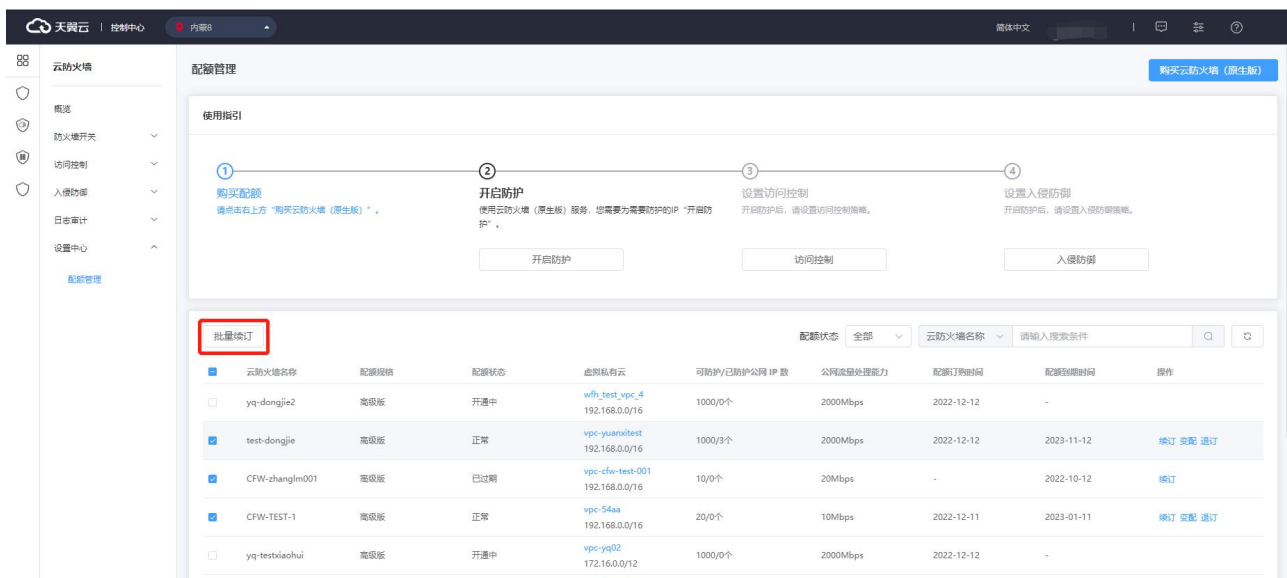 天翼云 | 控制中心 内蒙8 简体中文
云防火墙
概览
防火墙开关
访问控制
入侵防御
日志审计
设置中心
配额管理
配额管理 购买云防火墙（原生版）
使用指引
1 2 3 4
购买配额 开启防护 设置访问控制 设置入侵防御
请点击右上方“购买云防火墙（原生版）”。 使用云防火墙（原生版）服务，您需要为需要防护的IP“开启防 开启防护后，请设置访问控制策略。 开启防护后，请设置入侵防御策略。
护”。
开启防护 访问控制 入侵防御
批量续订 配额状态 全部 云防火墙名称 请输入搜索条件
云防火墙名称 配额规格 配额状态 虚拟私有云 可防护/已防护公网 IP 数 公网流量处理能力 配额订购时间 配额到期时间 操作
yq-dongjie2 高级版 开通中 wfh_test_vpc_4 1000/0个 2000Mbps 2022-12-12 -
192.168.0.0/16
test-dongjie 高级版 正常 vpc-yuanxitest 1000/3个 2000Mbps 2022-12-12 2023-11-12 续订 变配 退订
192.168.0.0/16
CFW-zhanglm001 高级版 已过期 vpc-cfw-test-001 10/0个 20Mbps - 2022-10-12 续订
192.168.0.0/16
CFW-TEST-1 高级版 正常 vpc-54aa 20/0个 10Mbps 2022-12-11 2023-01-11 续订 变配 退订
192.168.0.0/16
yq-testxiaohui 高级版 开通中 vpc-yq02 1000/0个 2000Mbps 2022-12-12 -
172.16.0.0/12